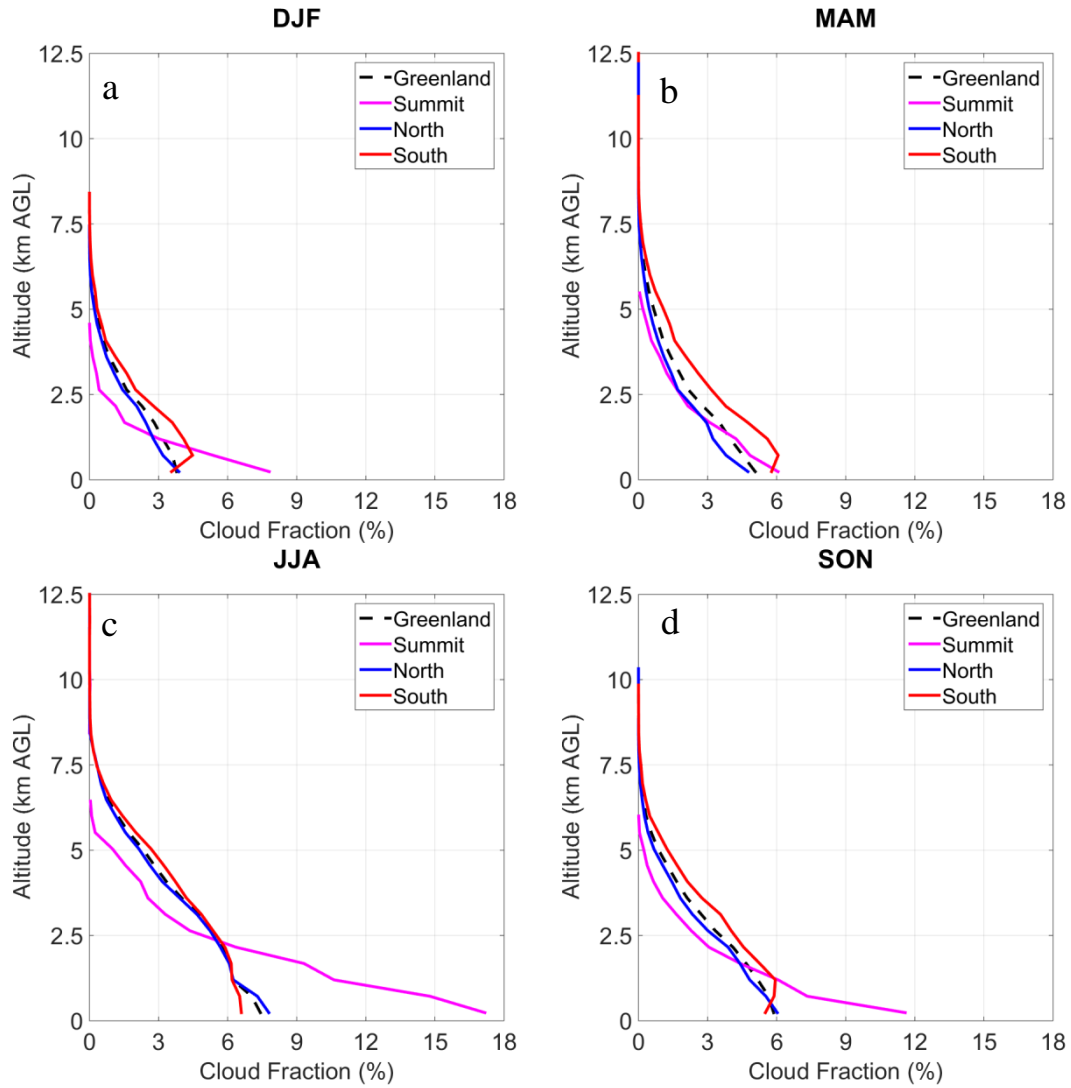 DJF
12.5
10
7.5
5
2.5
0
Altitude (km AGL)
a
Greenland
Summit
North
South
0 3 6 9 12 15 18
Cloud Fraction (%)
MAM
12.5
10
7.5
5
2.5
0
Altitude (km AGL)
b
Greenland
Summit
North
South
0 3 6 9 12 15 18
Cloud Fraction (%)
JJA
12.5
10
7.5
5
2.5
0
Altitude (km AGL)
c
Greenland
Summit
North
South
0 3 6 9 12 15 18
Cloud Fraction (%)
SON
12.5
10
7.5
5
2.5
0
Altitude (km AGL)
d
Greenland
Summit
North
South
0 3 6 9 12 15 18
Cloud Fraction (%)